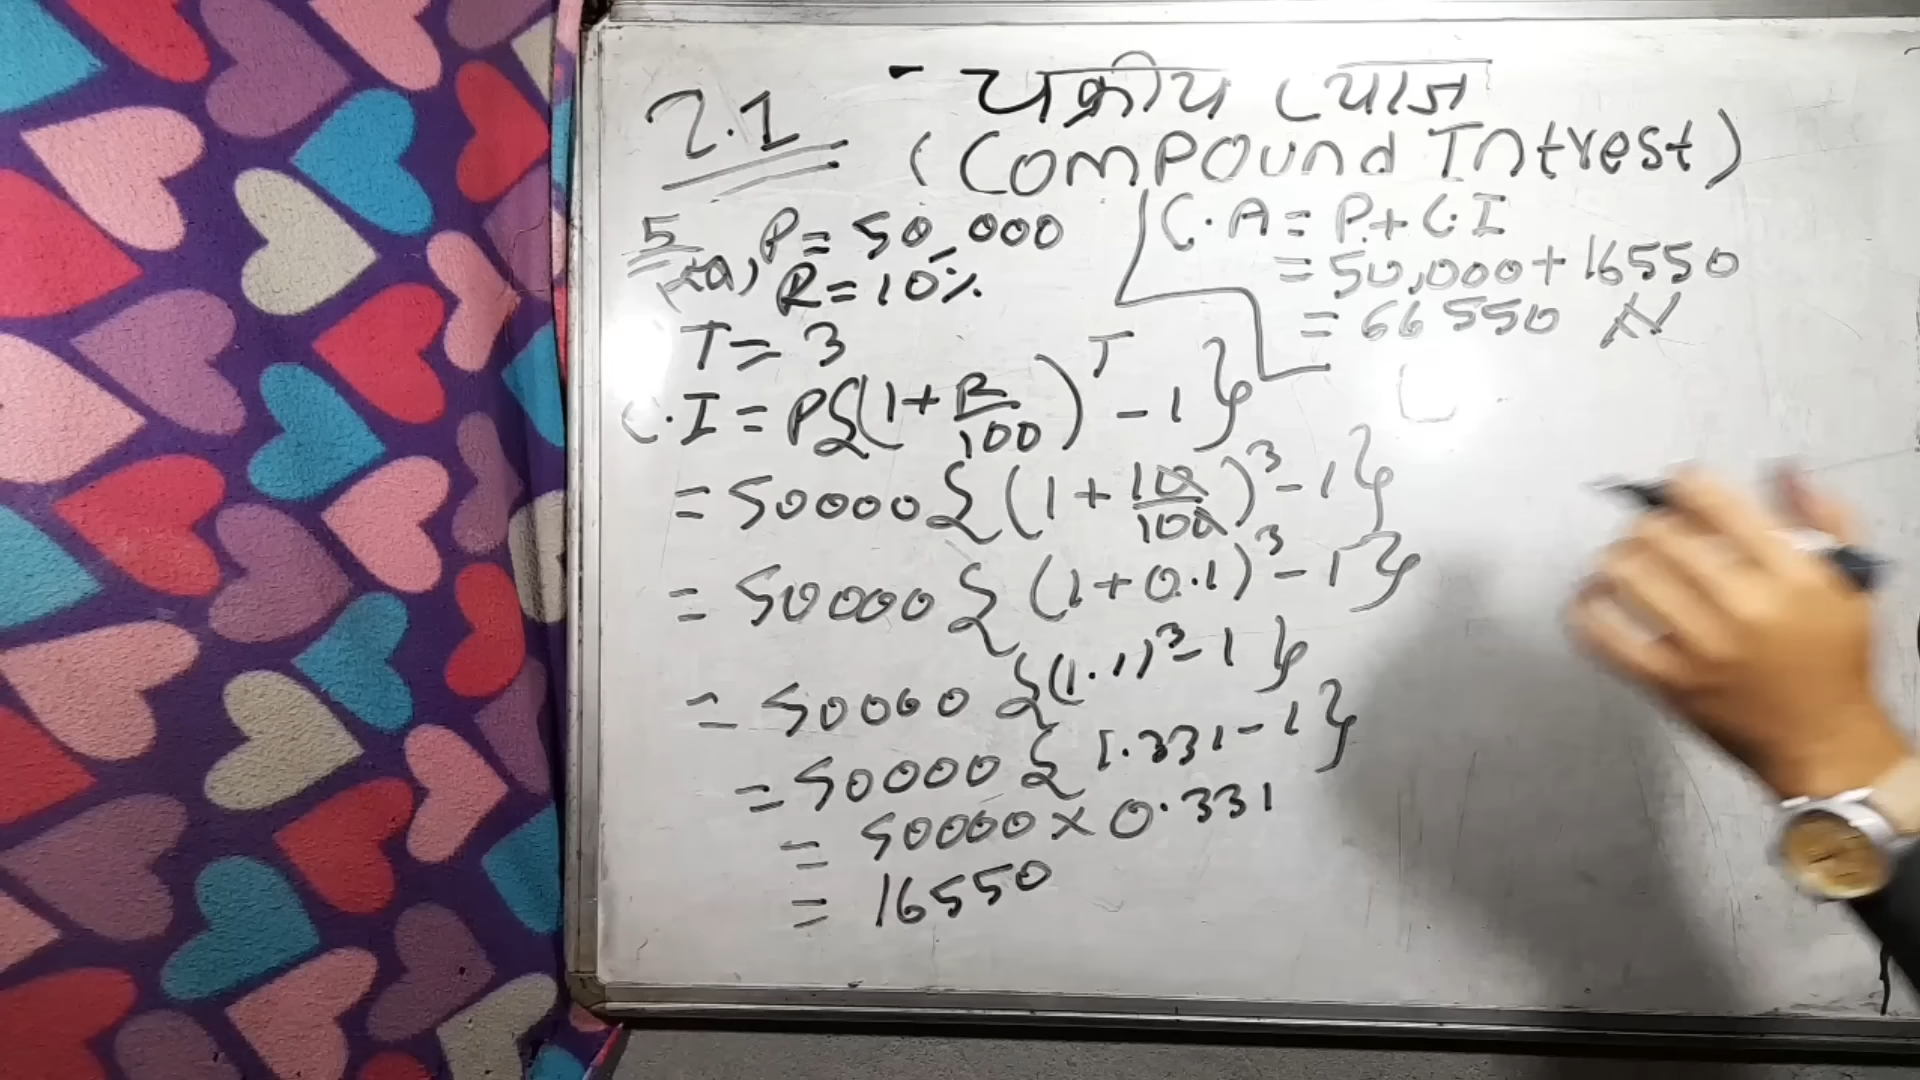 2.1 - चक्रीय ब्याज
(Compound Intrest)
5
a) P = 50,000
R = 10%
T = 3
C.I = P{(1 + R/100)^T - 1}
= 50000 {(1 + 10/100)^3 - 1}
= 50000 {(1 + 0.1)^3 - 1}
= 50000 {(1.1)^3 - 1}
= 50000 {1.331 - 1}
= 50000 × 0.331
= 16550
C.A = P + C.I
= 50,000 + 16550
= 66550